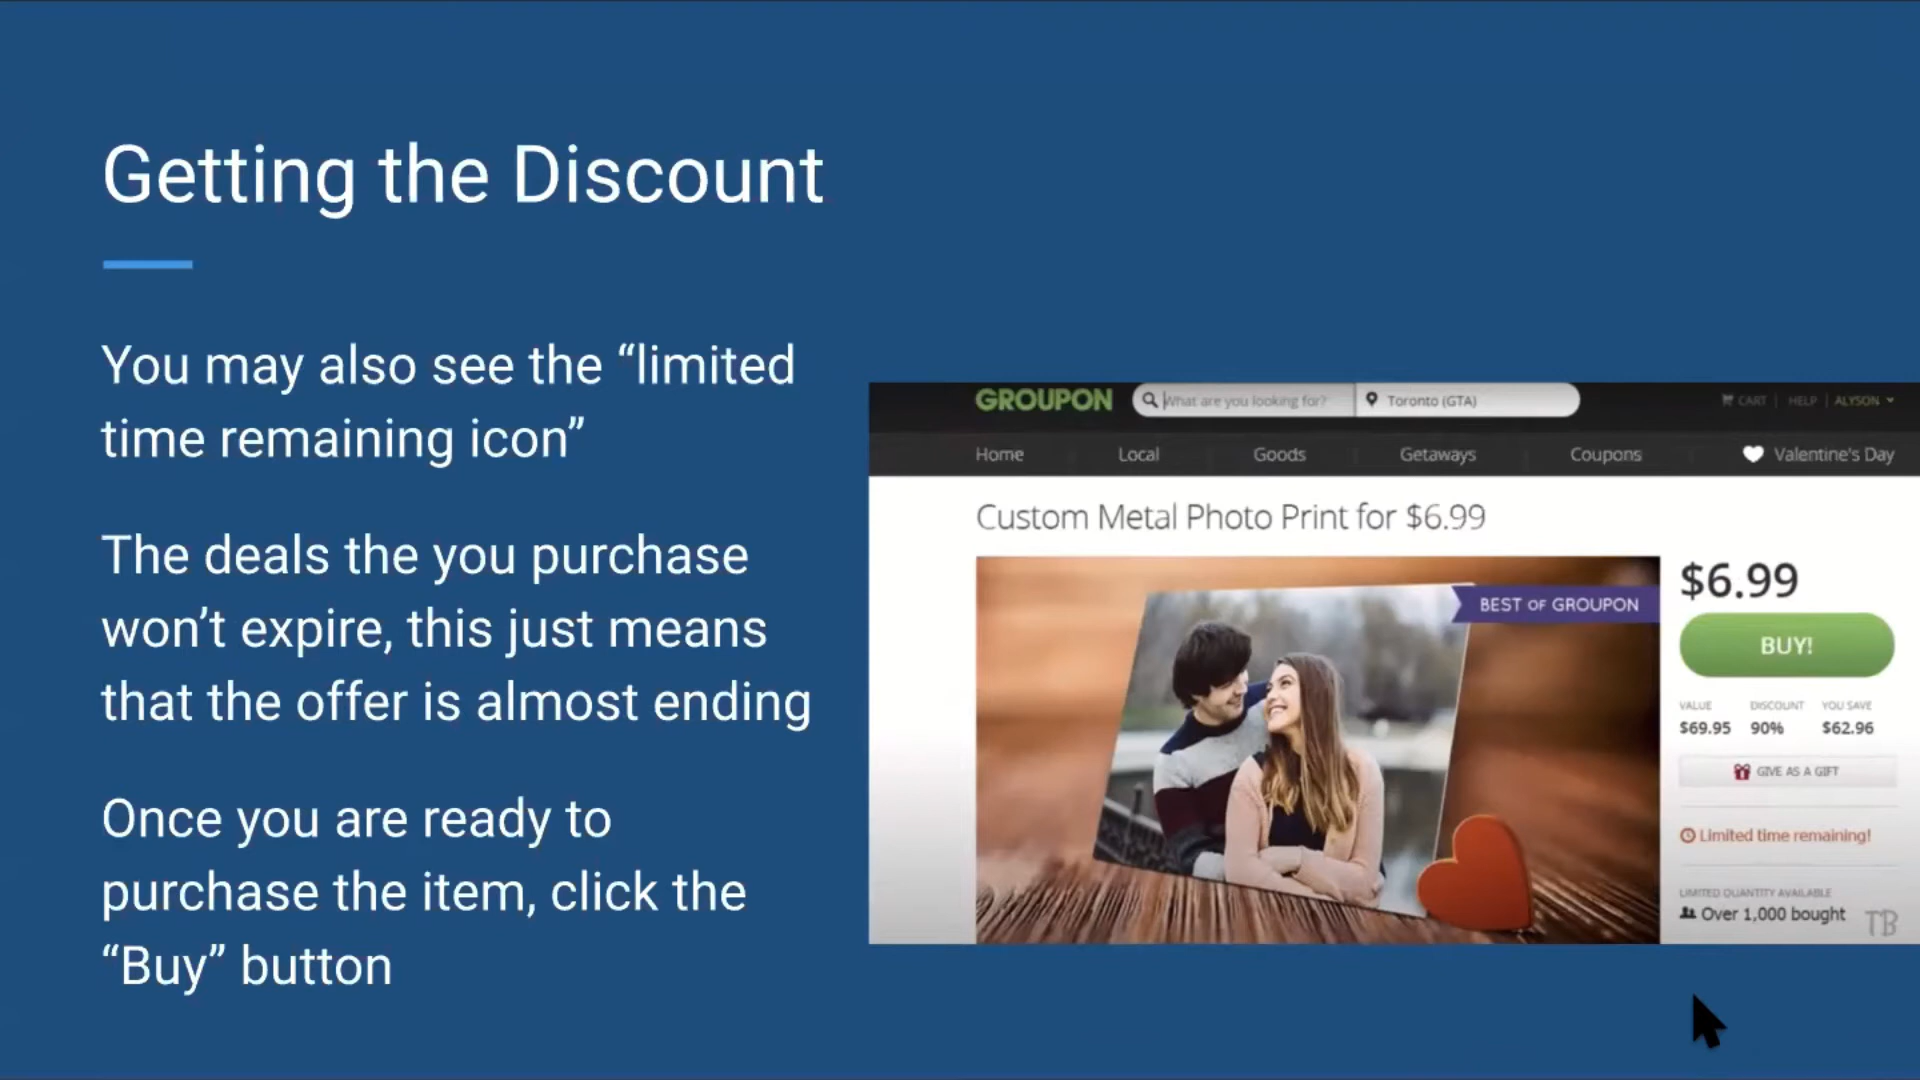 Getting the Discount
You may also see the “limited
time remaining icon”
The deals the you purchase
won’t expire, this just means
that the offer is almost ending
Once you are ready to
purchase the item, click the
“Buy” button
GROUPON
What are you looking for?
Toronto (GTA)
CART | HELP | ALYSON
Home Local Goods Getaways Coupons Valentine's Day
Custom Metal Photo Print for $6.99
BEST OF GROUPON
$6.99
BUY!
VALUE DISCOUNT YOU SAVE
$69.95 90% $62.96
GIVE AS A GIFT
Limited time remaining!
LIMITED QUANTITY AVAILABLE
Over 1,000 bought
TB